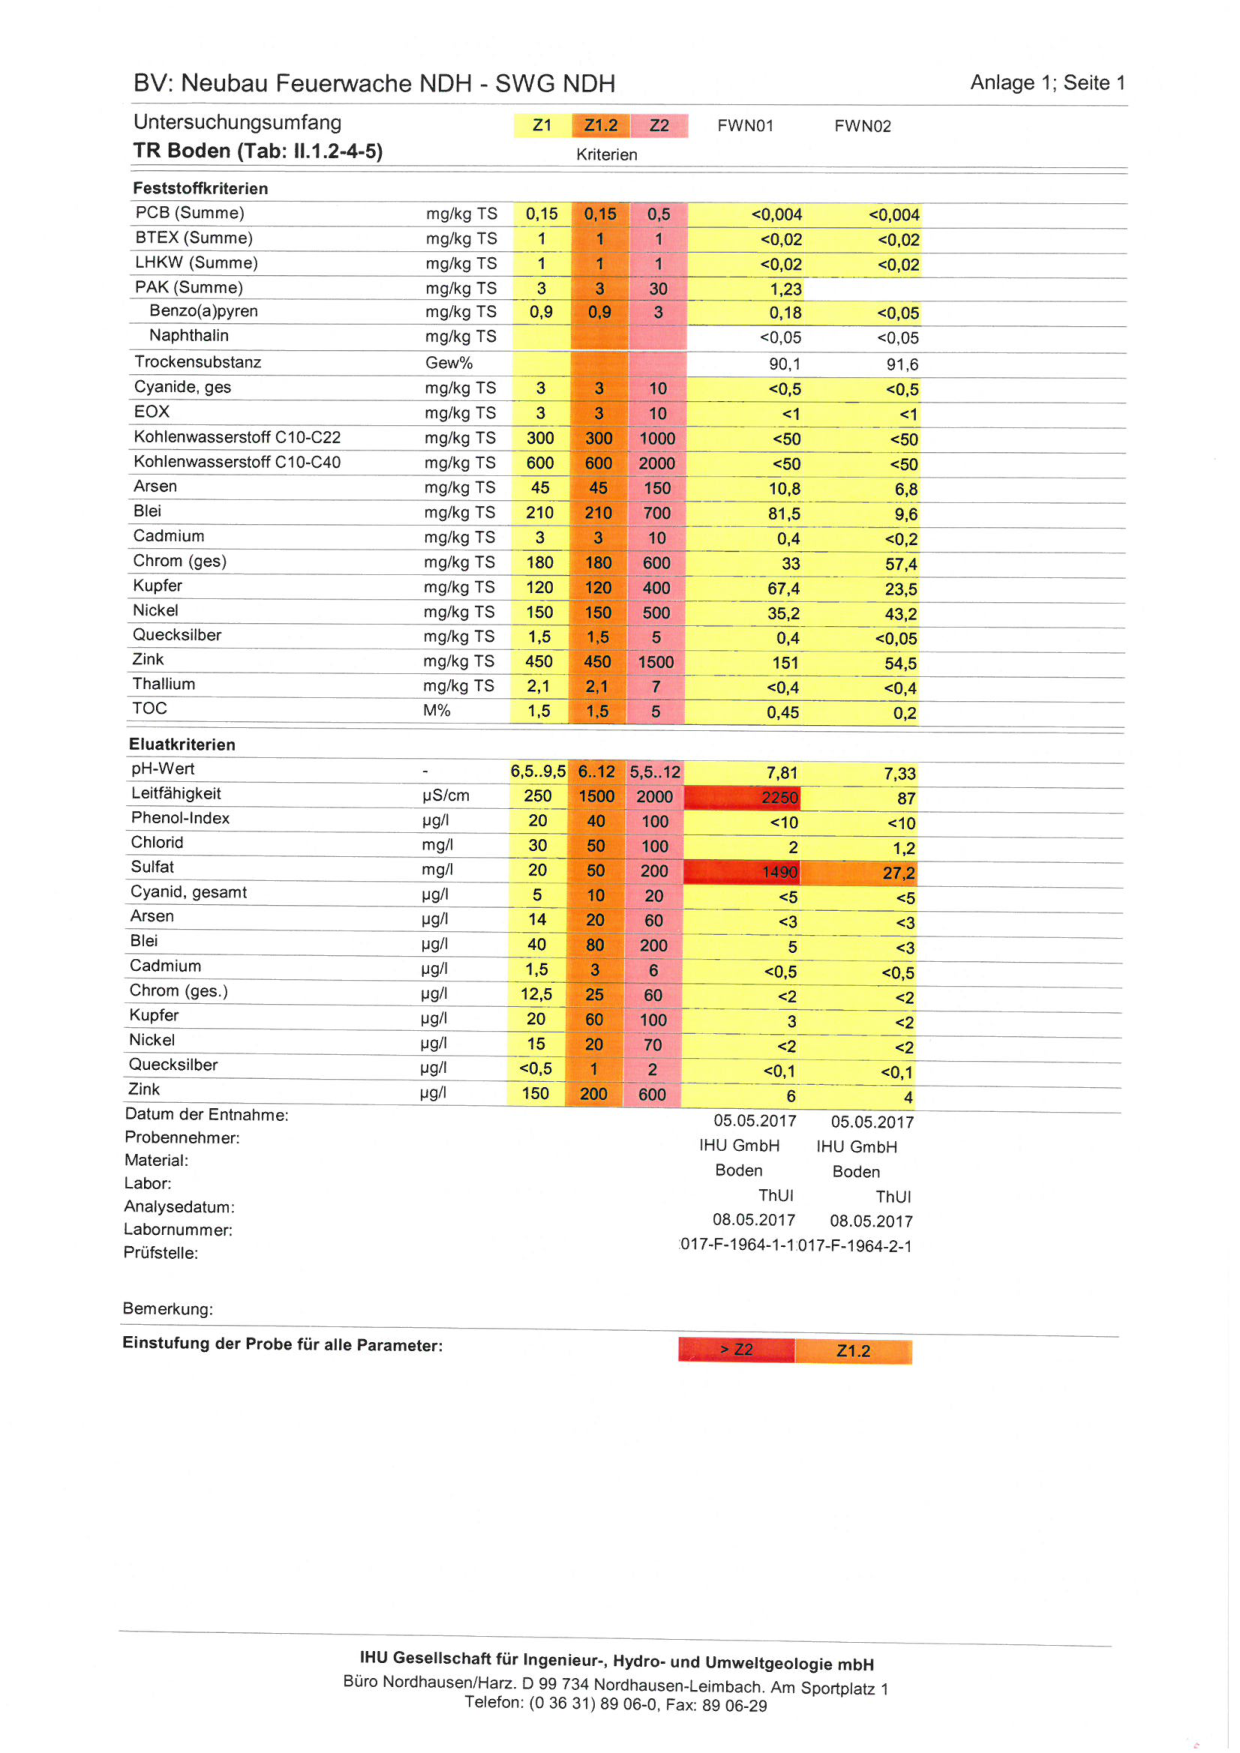 BV: Neubau Feuerwache NDH - SWG NDH Anlage 1; Seite 1
Untersuchungsumfang Z1 Z1.2 Z2 FWN01 FWN02
TR Boden (Tab: II.1.2-4-5) Kriterien
Feststoffkriterien
PCB (Summe) mg/kg TS 0,15 0,15 0,5 <0,004 <0,004
BTEX (Summe) mg/kg TS 1 1 1 <0,02 <0,02
LHKW (Summe) mg/kg TS 1 1 1 <0,02 <0,02
PAK (Summe) mg/kg TS 3 3 30 1,23
Benzo(a)pyren mg/kg TS 0,9 0,9 3 0,18 <0,05
Naphthalin mg/kg TS <0,05 <0,05
Trockensubstanz Gew% 90,1 91,6
Cyanide, ges mg/kg TS 3 3 10 <0,5 <0,5
EOX mg/kg TS 3 3 10 <1 <1
Kohlenwasserstoff C10-C22 mg/kg TS 300 300 1000 <50 <50
Kohlenwasserstoff C10-C40 mg/kg TS 600 600 2000 <50 <50
Arsen mg/kg TS 45 45 150 10,8 6,8
Blei mg/kg TS 210 210 700 81,5 9,6
Cadmium mg/kg TS 3 3 10 0,4 <0,2
Chrom (ges) mg/kg TS 180 180 600 33 57,4
Kupfer mg/kg TS 120 120 400 67,4 23,5
Nickel mg/kg TS 150 150 500 35,2 43,2
Quecksilber mg/kg TS 1,5 1,5 5 0,4 <0,05
Zink mg/kg TS 450 450 1500 151 54,5
Thallium mg/kg TS 2,1 2,1 7 <0,4 <0,4
TOC M% 1,5 1,5 5 0,45 0,2
Eluatkriterien
pH-Wert - 6,5..9,5 6..12 5,5..12 7,81 7,33
Leitfähigkeit µS/cm 250 1500 2000 2250 87
Phenol-Index µg/l 20 40 100 <10 <10
Chlorid mg/l 30 50 100 2 1,2
Sulfat mg/l 20 50 200 1490 27,2
Cyanid, gesamt µg/l 5 10 20 <5 <5
Arsen µg/l 14 20 60 <3 <3
Blei µg/l 40 80 200 5 <3
Cadmium µg/l 1,5 3 6 <0,5 <0,5
Chrom (ges.) µg/l 12,5 25 60 <2 <2
Kupfer µg/l 20 60 100 3 <2
Nickel µg/l 15 20 70 <2 <2
Quecksilber µg/l <0,5 1 2 <0,1 <0,1
Zink µg/l 150 200 600 6 4
Datum der Entnahme: 05.05.2017 05.05.2017
Probennehmer: IHU GmbH IHU GmbH
Material: Boden Boden
Labor: ThUI ThUI
Analysedatum: 08.05.2017 08.05.2017
Labornummer: 017-F-1964-1-1 017-F-1964-2-1
Prüfstelle:
Bemerkung:
Einstufung der Probe für alle Parameter: > Z2 Z1.2
IHU Gesellschaft für Ingenieur-, Hydro- und Umweltgeologie mbH
Büro Nordhausen/Harz. D 99 734 Nordhausen-Leimbach. Am Sportplatz 1
Telefon: (0 36 31) 89 06-0, Fax: 89 06-29